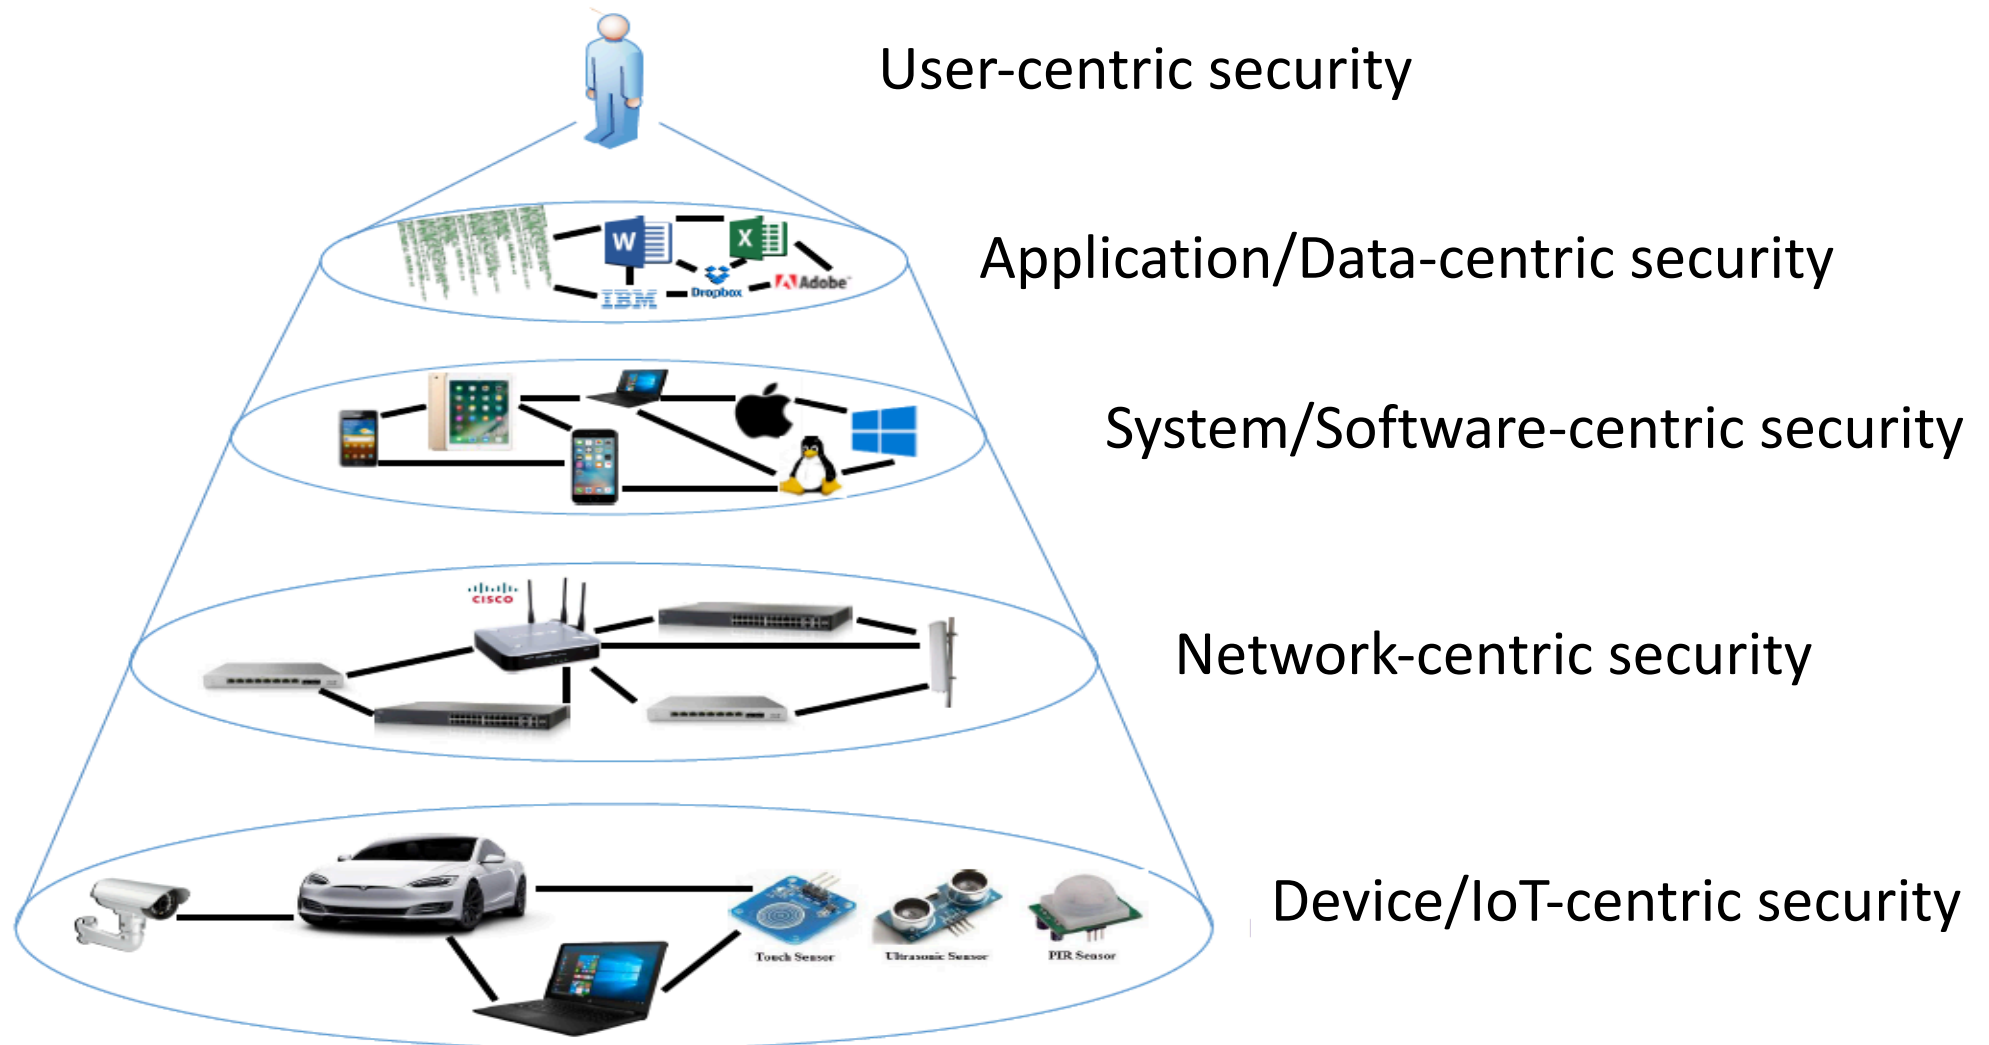 User-centric security
Application/Data-centric security
W
X
IBM
Dropbox
Adobe
System/Software-centric security
CISCO
Network-centric security
Device/IoT-centric security
Touch Sensor
Ultrasonic Sensor
PIR Sensor